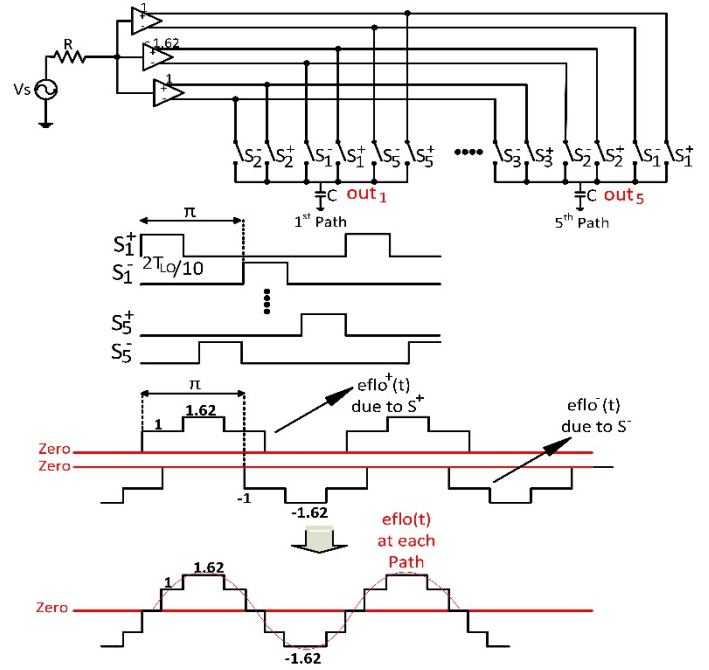 1
R
1.62
Vs
1
S2- S2+ S1- S1+ S5- S5+ S3- S3+ S2- S2+ S1- S1+
C out1 C out5
1st Path 5th Path
π
S1+
2TLO/10
S1-
S5+
S5-
π
1.62
1
eflo+(t)
due to S+
eflo-(t)
due to S-
Zero
Zero
-1
-1.62
eflo(t)
at each
Path
1.62
1
Zero
-1.62